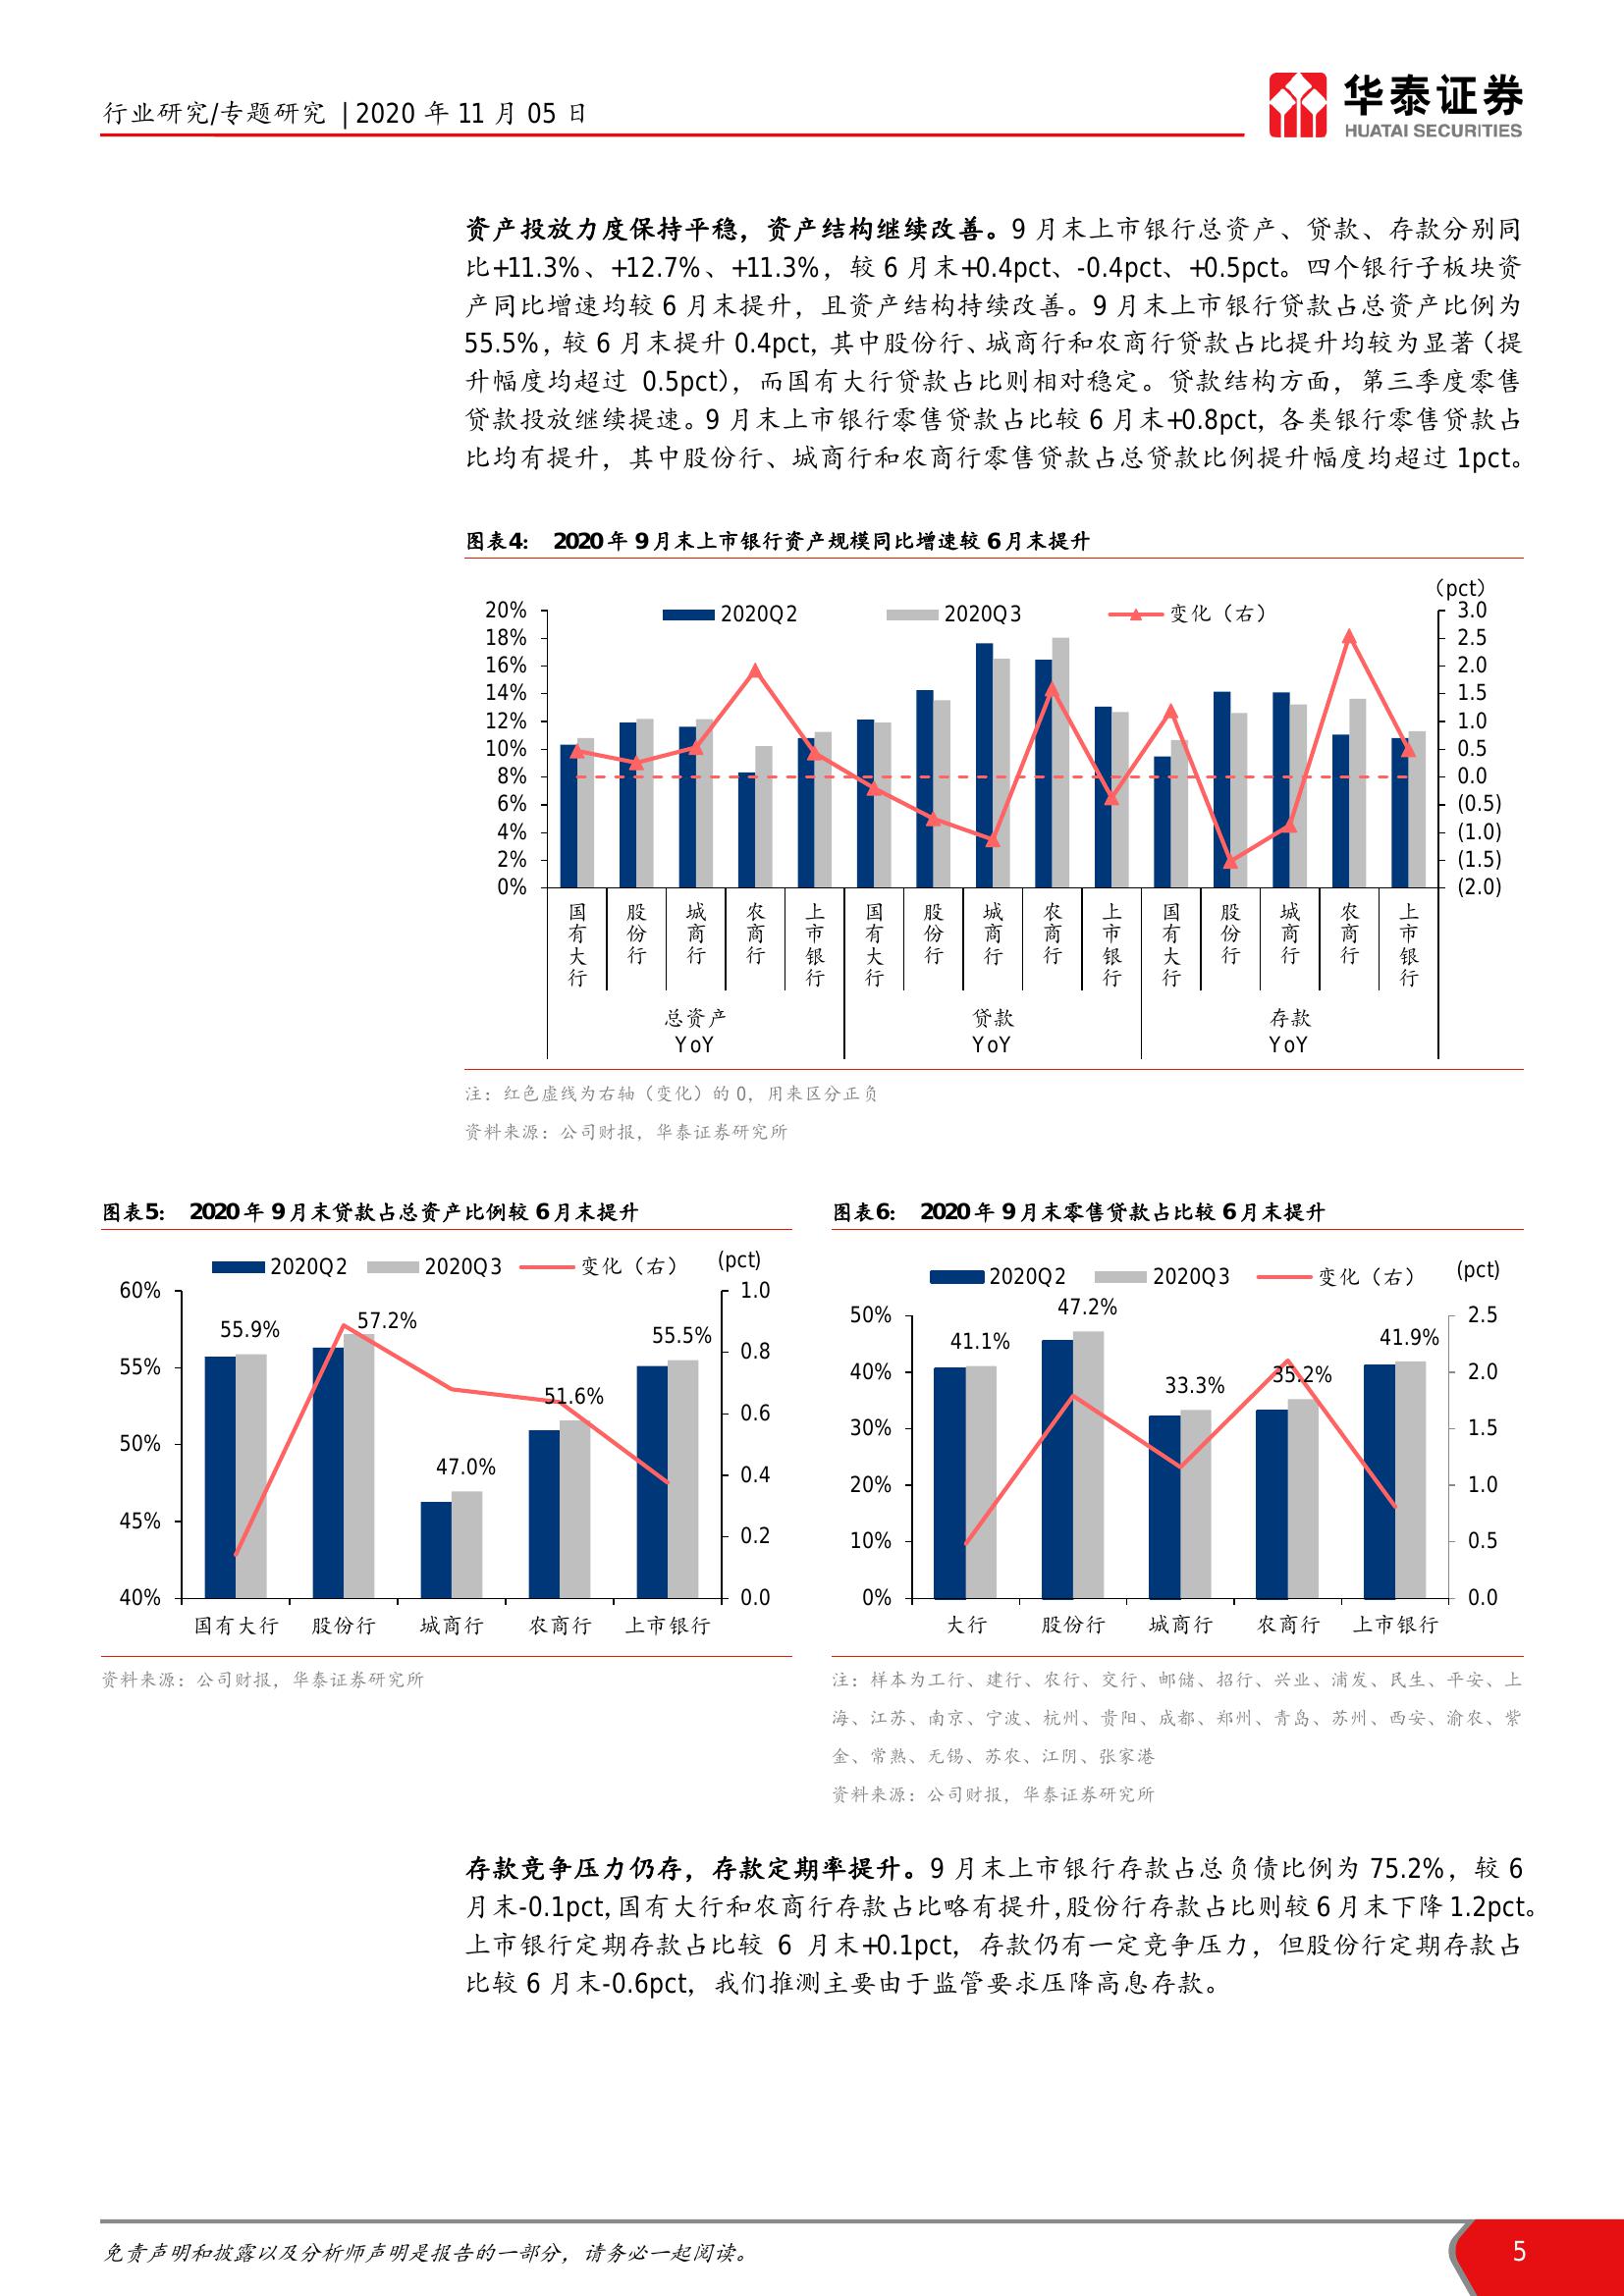 行业研究/专题研究 | 2020 年 11 月 05 日
华泰证券
HUATAI SECURITIES
资产投放力度保持平稳，资产结构继续改善。9 月末上市银行总资产、贷款、存款分别同
比+11.3%、+12.7%、+11.3%，较 6 月末+0.4pct、-0.4pct、+0.5pct。四个银行子板块资
产同比增速均较 6 月末提升，且资产结构持续改善。9 月末上市银行贷款占总资产比例为
55.5%，较 6 月末提升 0.4pct，其中股份行、城商行和农商行贷款占比提升均较为显著（提
升幅度均超过 0.5pct），而国有大行贷款占比则相对稳定。贷款结构方面，第三季度零售
贷款投放继续提速。9 月末上市银行零售贷款占比较 6 月末+0.8pct，各类银行零售贷款占
比均有提升，其中股份行、城商行和农商行零售贷款占总贷款比例提升幅度均超过 1pct。
图表4： 2020 年 9 月末上市银行资产规模同比增速较 6 月末提升
（pct）
2020Q2 2020Q3 变化（右）
20% 3.0
18% 2.5
16% 2.0
14% 1.5
12% 1.0
10% 0.5
8% 0.0
6% (0.5)
4% (1.0)
2% (1.5)
0% (2.0)
国有大行 股份行 城商行 农商行 上市银行 国有大行 股份行 城商行 农商行 上市银行 国有大行 股份行 城商行 农商行 上市银行
总资产 贷款 存款
YoY YoY YoY
注：红色虚线为右轴（变化）的 0，用来区分正负
资料来源：公司财报，华泰证券研究所
图表5： 2020 年 9 月末贷款占总资产比例较 6 月末提升
2020Q2 2020Q3 变化（右） (pct)
60% 1.0
55.9% 57.2% 55.5%
55% 0.8
51.6% 0.6
50%
47.0% 0.4
45% 0.2
40% 0.0
国有大行 股份行 城商行 农商行 上市银行
资料来源：公司财报，华泰证券研究所
图表6： 2020 年 9 月末零售贷款占比较 6 月末提升
2020Q2 2020Q3 变化（右） (pct)
47.2%
50% 2.5
41.1% 41.9%
40% 2.0
33.3% 35.2%
30% 1.5
20% 1.0
10% 0.5
0% 0.0
大行 股份行 城商行 农商行 上市银行
注：样本为工行、建行、农行、交行、邮储、招行、兴业、浦发、民生、平安、上
海、江苏、南京、宁波、杭州、贵阳、成都、郑州、青岛、苏州、西安、渝农、紫
金、常熟、无锡、苏农、江阴、张家港
资料来源：公司财报，华泰证券研究所
存款竞争压力仍存，存款定期率提升。9 月末上市银行存款占总负债比例为 75.2%，较 6
月末-0.1pct，国有大行和农商行存款占比略有提升，股份行存款占比则较 6 月末下降 1.2pct。
上市银行定期存款占比较 6 月末+0.1pct，存款仍有一定竞争压力，但股份行定期存款占
比较 6 月末-0.6pct，我们推测主要由于监管要求压降高息存款。
免责声明和披露以及分析师声明是报告的一部分，请务必一起阅读。
5